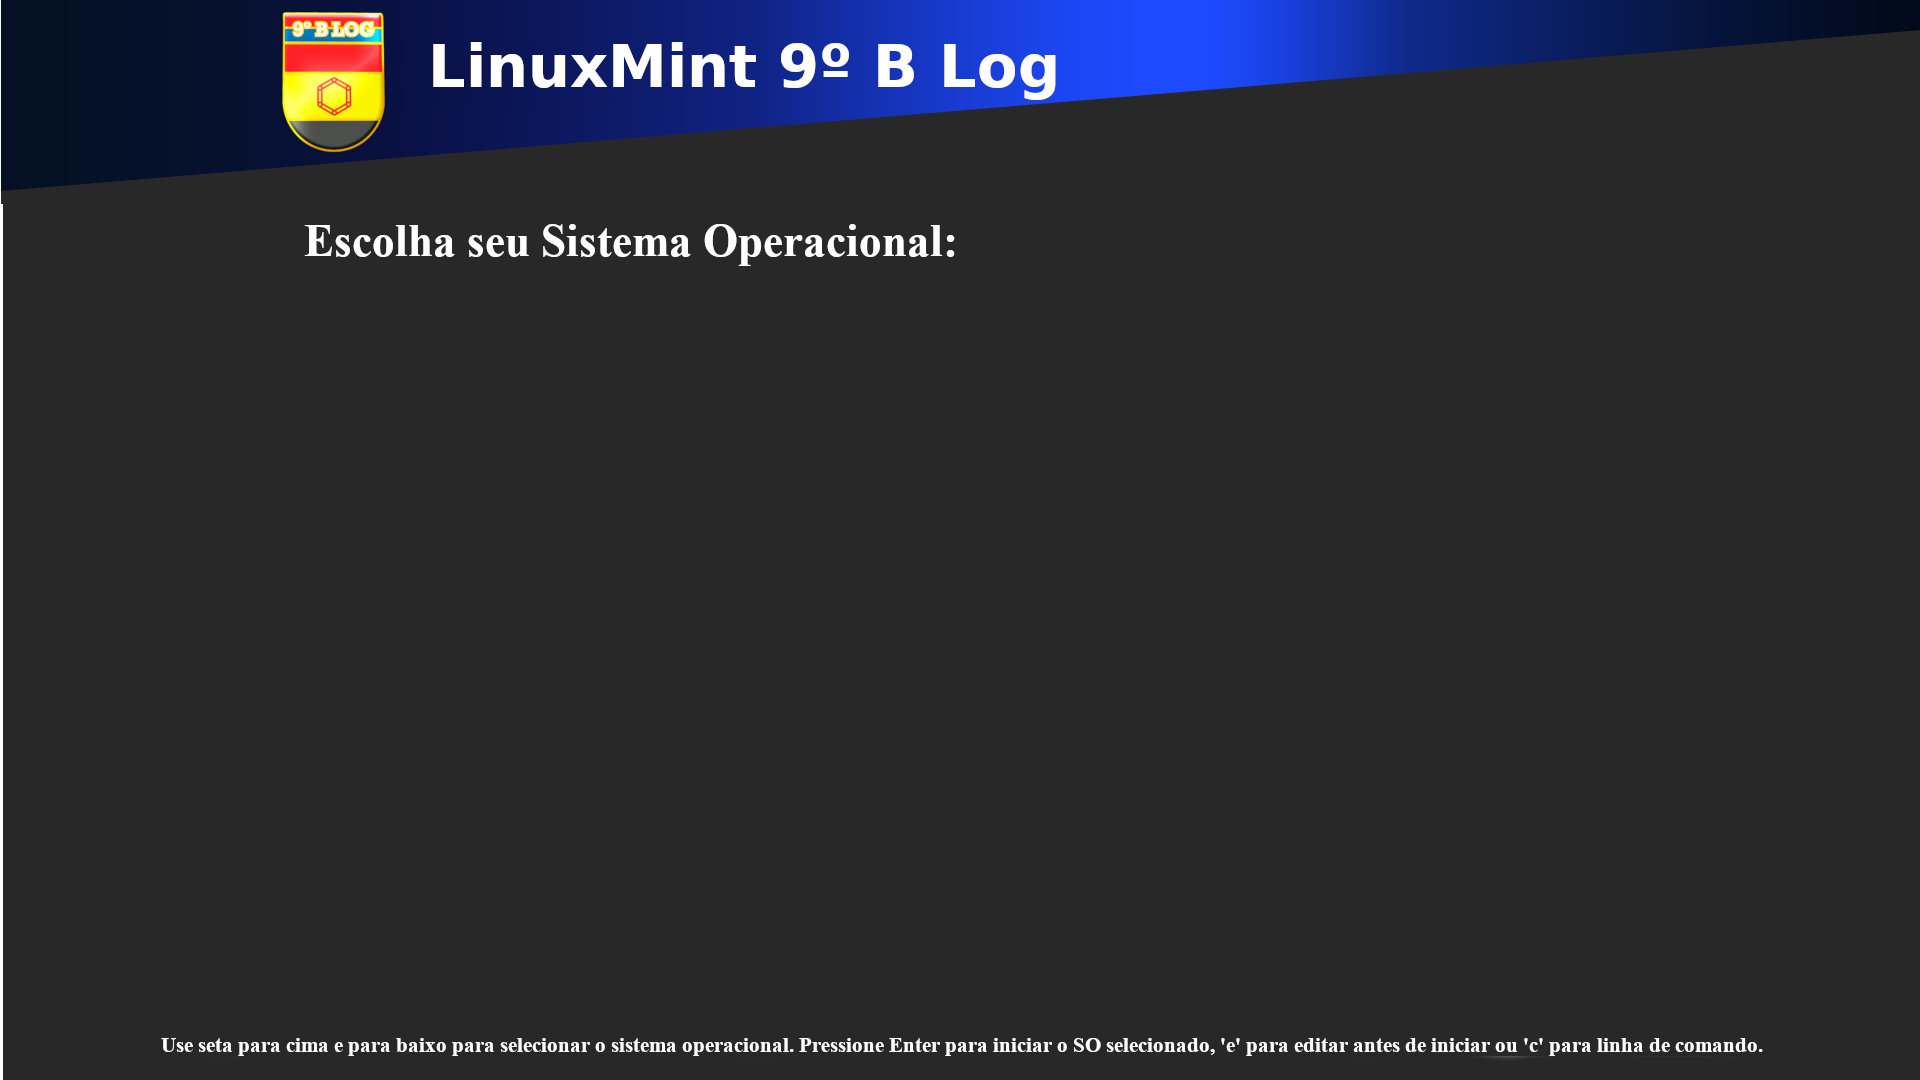 9º B LOG
LinuxMint 9º B Log
Escolha seu Sistema Operacional:
Use seta para cima e para baixo para selecionar o sistema operacional. Pressione Enter para iniciar o SO selecionado, 'e' para editar antes de iniciar ou 'c' para linha de comando.